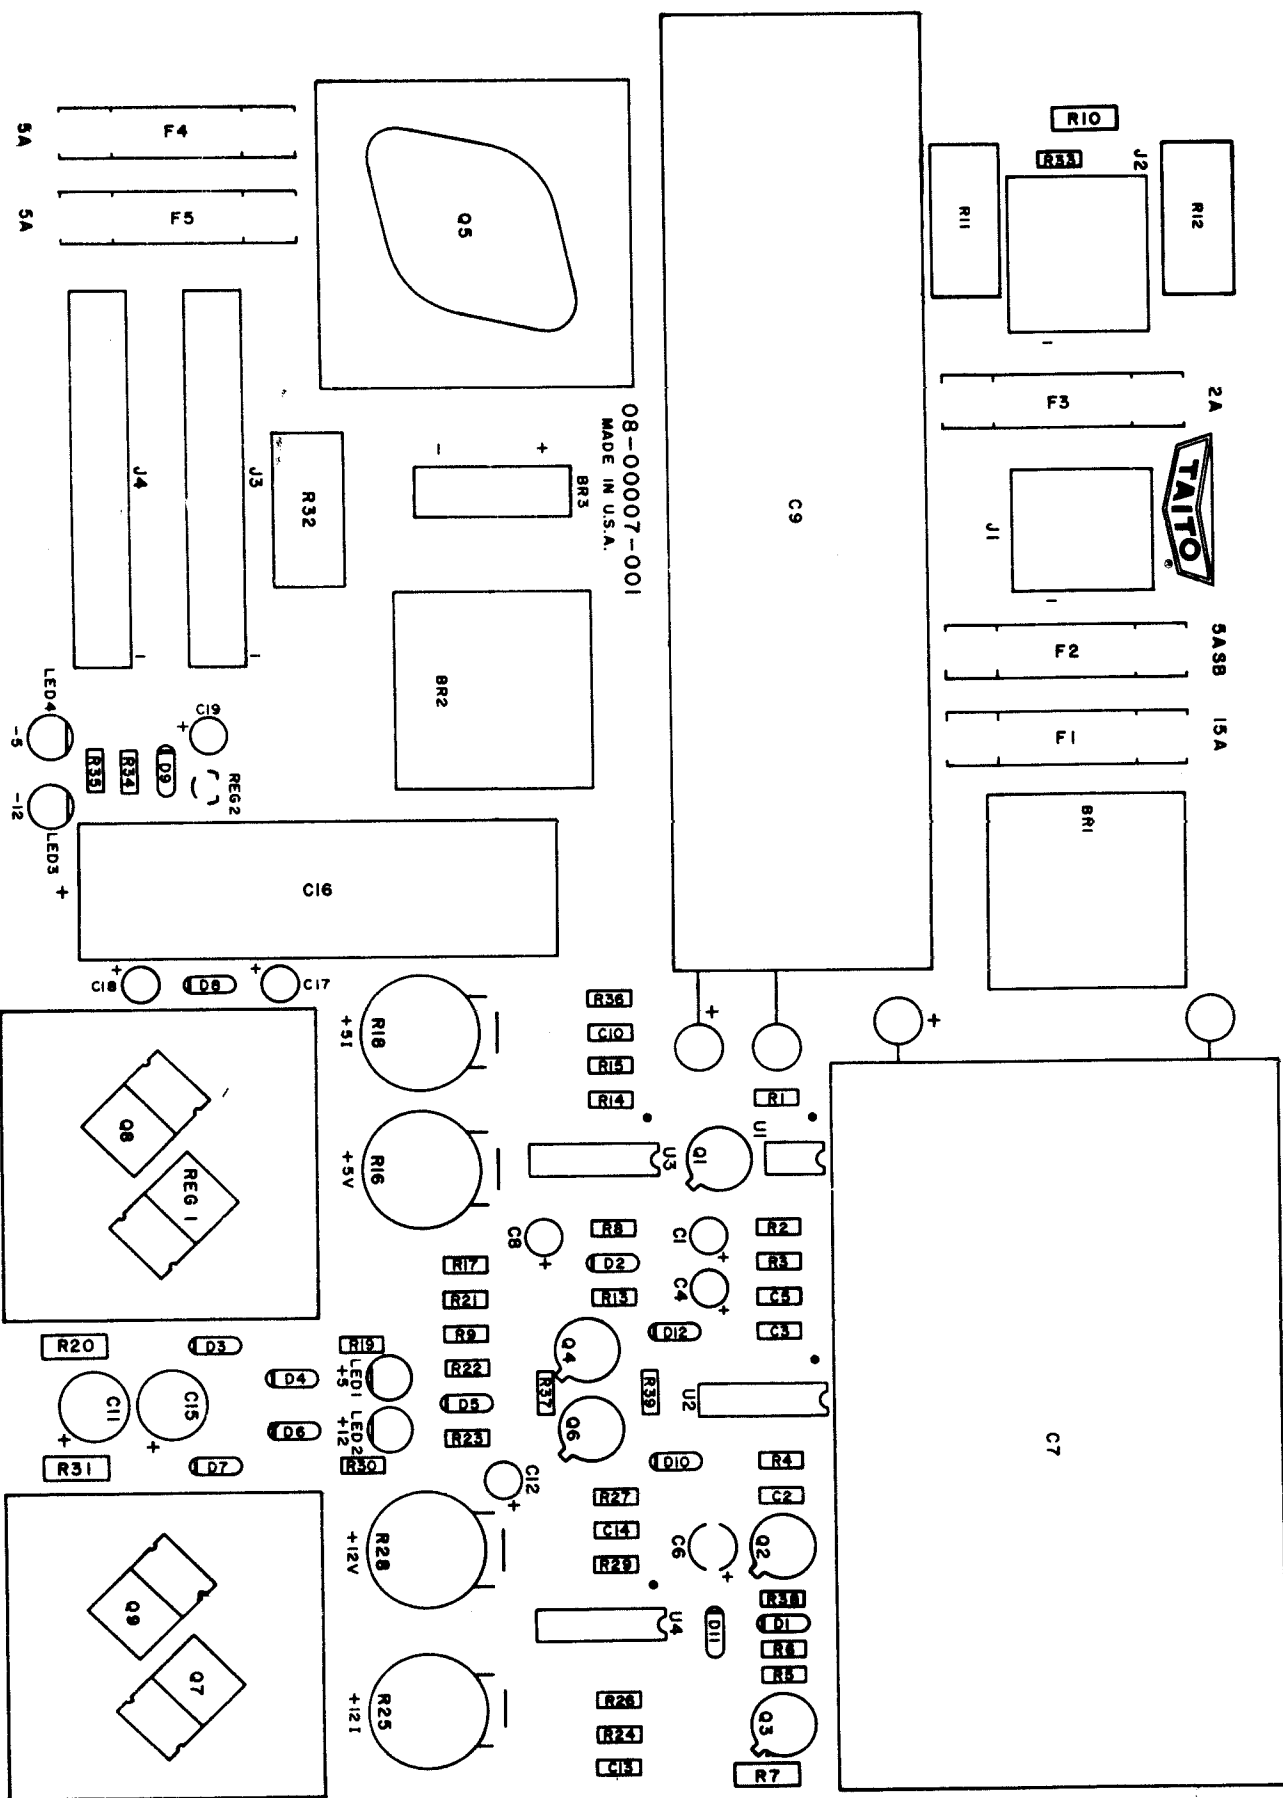 R10
R33
J2
R11
R12
F4
5A
F5
5A
Q5
F3
2A
TAITO
®
J1
08-00007-001
MADE IN U.S.A.
C9
+
-
BR3
R32
J3
J4
F2
5ASB
F1
15A
BR1
BR2
LED4
-5
-12
LED3
C19
+
R35
R34
D9
REG2
+
C16
+
C18
D8
+
C17
R18
+5I
R36
C10
R15
R14
+
+
R1
U1
U3
Q1
Q8
REG 1
R16
+5V
C8
+
R8
D2
R13
C1
+
C4
+
R2
R3
C5
C3
R17
R21
R9
R22
D5
R23
R20
D3
D4
R19
LED1
+5
Q4
D12
R37
R39
U2
C11
+
C15
+
D6
LED2
+12
Q6
R31
D7
R30
D10
R4
C2
C7
C12
+
R27
C14
R29
C6
+
Q2
R28
+12V
Q9
Q7
U4
D11
R38
D1
R6
R5
R25
+12I
R26
R24
C13
Q3
R7